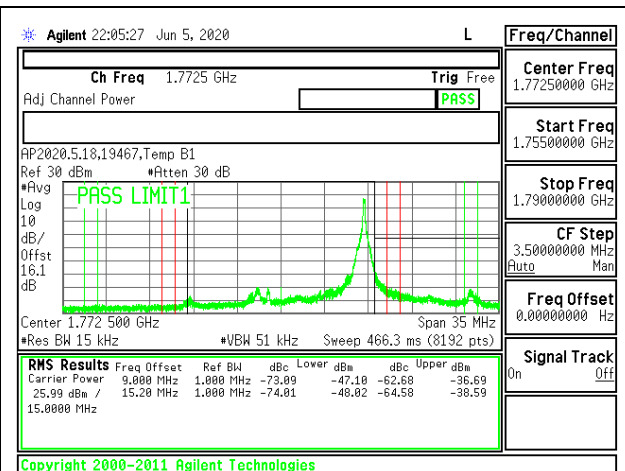 Agilent 22:05:27 Jun 5, 2020 L
Freq/Channel
Ch Freq 1.7725 GHz Trig Free
Adj Channel Power PASS
AP2020.5.18,19467,Temp B1
Ref 30 dBm #Atten 30 dB
#Avg
Log
10
dB/
Offst
16.1
dB
PASS LIMIT1
Center 1.772 500 GHz Span 35 MHz
#Res BW 15 kHz #VBW 51 kHz Sweep 466.3 ms (8192 pts)
RMS Results Freq Offset Ref BW dBc Lower dBm dBc Upper dBm
Carrier Power 9.000 MHz 1.000 MHz -73.09 -47.10 -62.68 -36.69
25.99 dBm / 15.20 MHz 1.000 MHz -74.01 -48.02 -64.58 -38.59
15.0000 MHz
Center Freq
1.77250000 GHz
Start Freq
1.75500000 GHz
Stop Freq
1.79000000 GHz
CF Step
3.50000000 MHz
Auto Man
Freq Offset
0.00000000 Hz
Signal Track
On Off
Copyright 2000-2011 Agilent Technologies